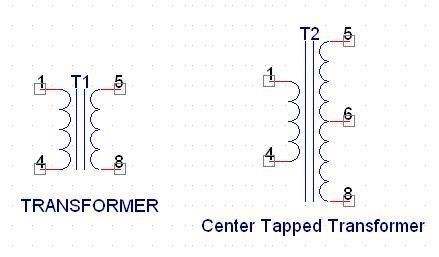 T1
1
5
4
8
TRANSFORMER
T2
5
1
6
4
8
Center Tapped Transformer